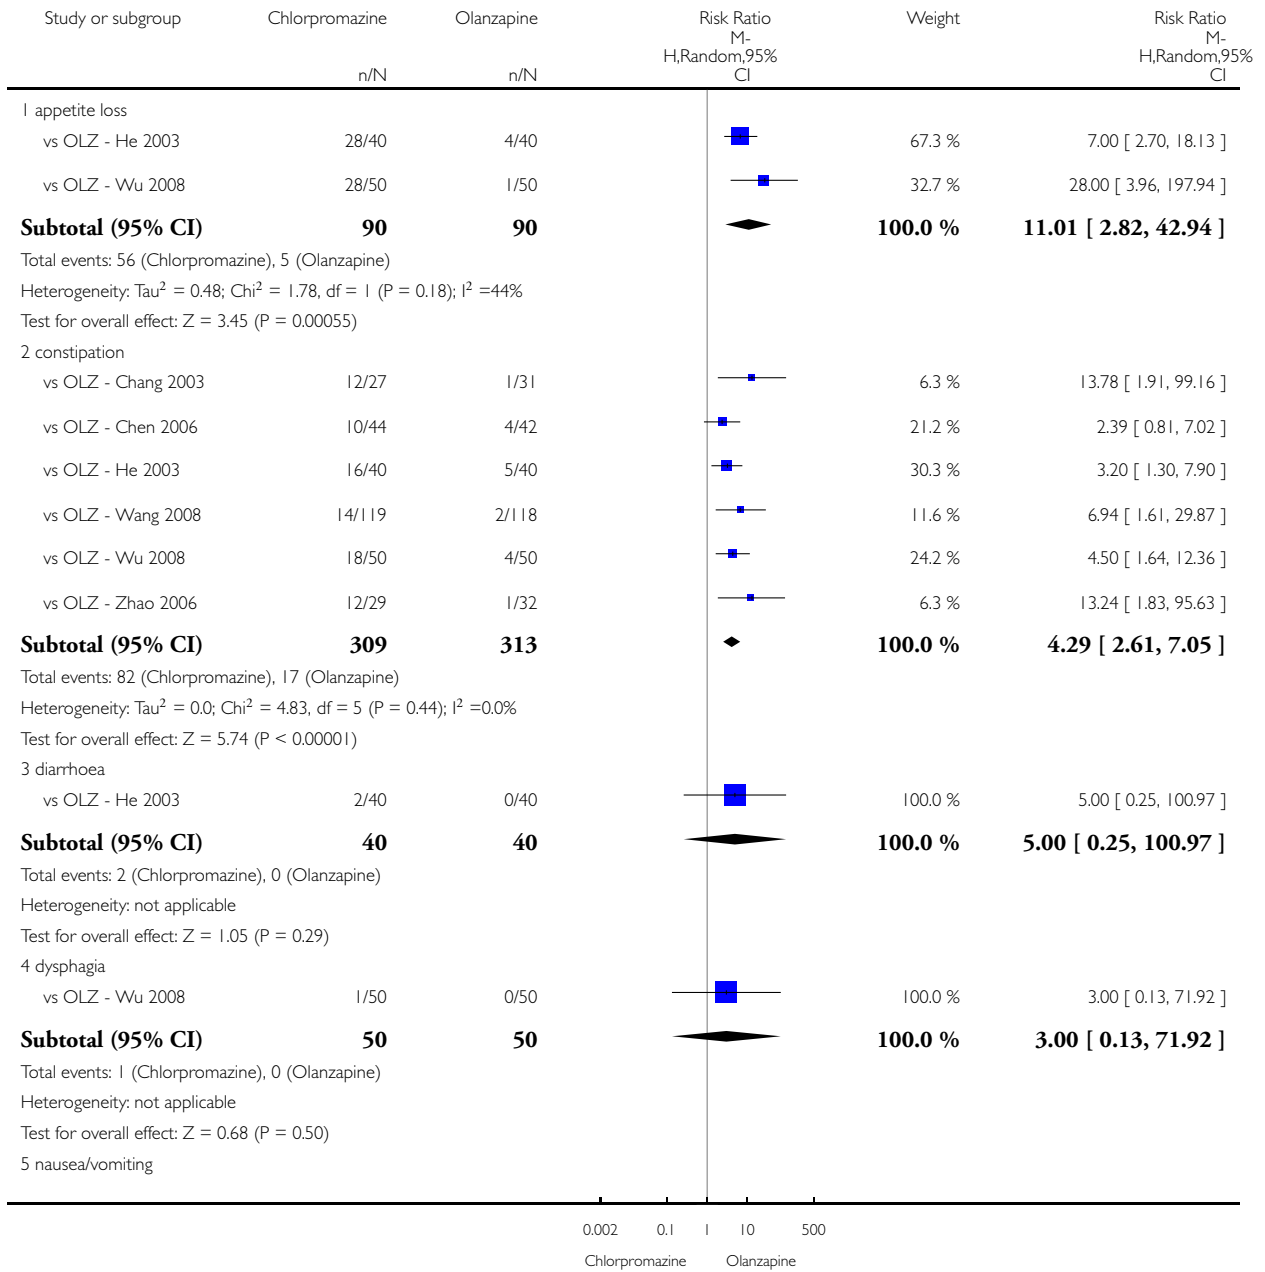 Study or subgroup Chlorpromazine Olanzapine Risk Ratio Weight Risk Ratio
M- M-
H,Random,95% H,Random,95%
n/N n/N CI CI
1 appetite loss
vs OLZ - He 2003 28/40 4/40 67.3 % 7.00 [ 2.70, 18.13 ]
vs OLZ - Wu 2008 28/50 1/50 32.7 % 28.00 [ 3.96, 197.94 ]
Subtotal (95% CI) 90 90 100.0 % 11.01 [ 2.82, 42.94 ]
Total events: 56 (Chlorpromazine), 5 (Olanzapine)
Heterogeneity: Tau² = 0.48; Chi² = 1.78, df = 1 (P = 0.18); I² =44%
Test for overall effect: Z = 3.45 (P = 0.00055)
2 constipation
vs OLZ - Chang 2003 12/27 1/31 6.3 % 13.78 [ 1.91, 99.16 ]
vs OLZ - Chen 2006 10/44 4/42 21.2 % 2.39 [ 0.81, 7.02 ]
vs OLZ - He 2003 16/40 5/40 30.3 % 3.20 [ 1.30, 7.90 ]
vs OLZ - Wang 2008 14/119 2/118 11.6 % 6.94 [ 1.61, 29.87 ]
vs OLZ - Wu 2008 18/50 4/50 24.2 % 4.50 [ 1.64, 12.36 ]
vs OLZ - Zhao 2006 12/29 1/32 6.3 % 13.24 [ 1.83, 95.63 ]
Subtotal (95% CI) 309 313 100.0 % 4.29 [ 2.61, 7.05 ]
Total events: 82 (Chlorpromazine), 17 (Olanzapine)
Heterogeneity: Tau² = 0.0; Chi² = 4.83, df = 5 (P = 0.44); I² =0.0%
Test for overall effect: Z = 5.74 (P < 0.00001)
3 diarrhoea
vs OLZ - He 2003 2/40 0/40 100.0 % 5.00 [ 0.25, 100.97 ]
Subtotal (95% CI) 40 40 100.0 % 5.00 [ 0.25, 100.97 ]
Total events: 2 (Chlorpromazine), 0 (Olanzapine)
Heterogeneity: not applicable
Test for overall effect: Z = 1.05 (P = 0.29)
4 dysphagia
vs OLZ - Wu 2008 1/50 0/50 100.0 % 3.00 [ 0.13, 71.92 ]
Subtotal (95% CI) 50 50 100.0 % 3.00 [ 0.13, 71.92 ]
Total events: 1 (Chlorpromazine), 0 (Olanzapine)
Heterogeneity: not applicable
Test for overall effect: Z = 0.68 (P = 0.50)
5 nausea/vomiting
0.002 0.1 1 10 500
Chlorpromazine Olanzapine